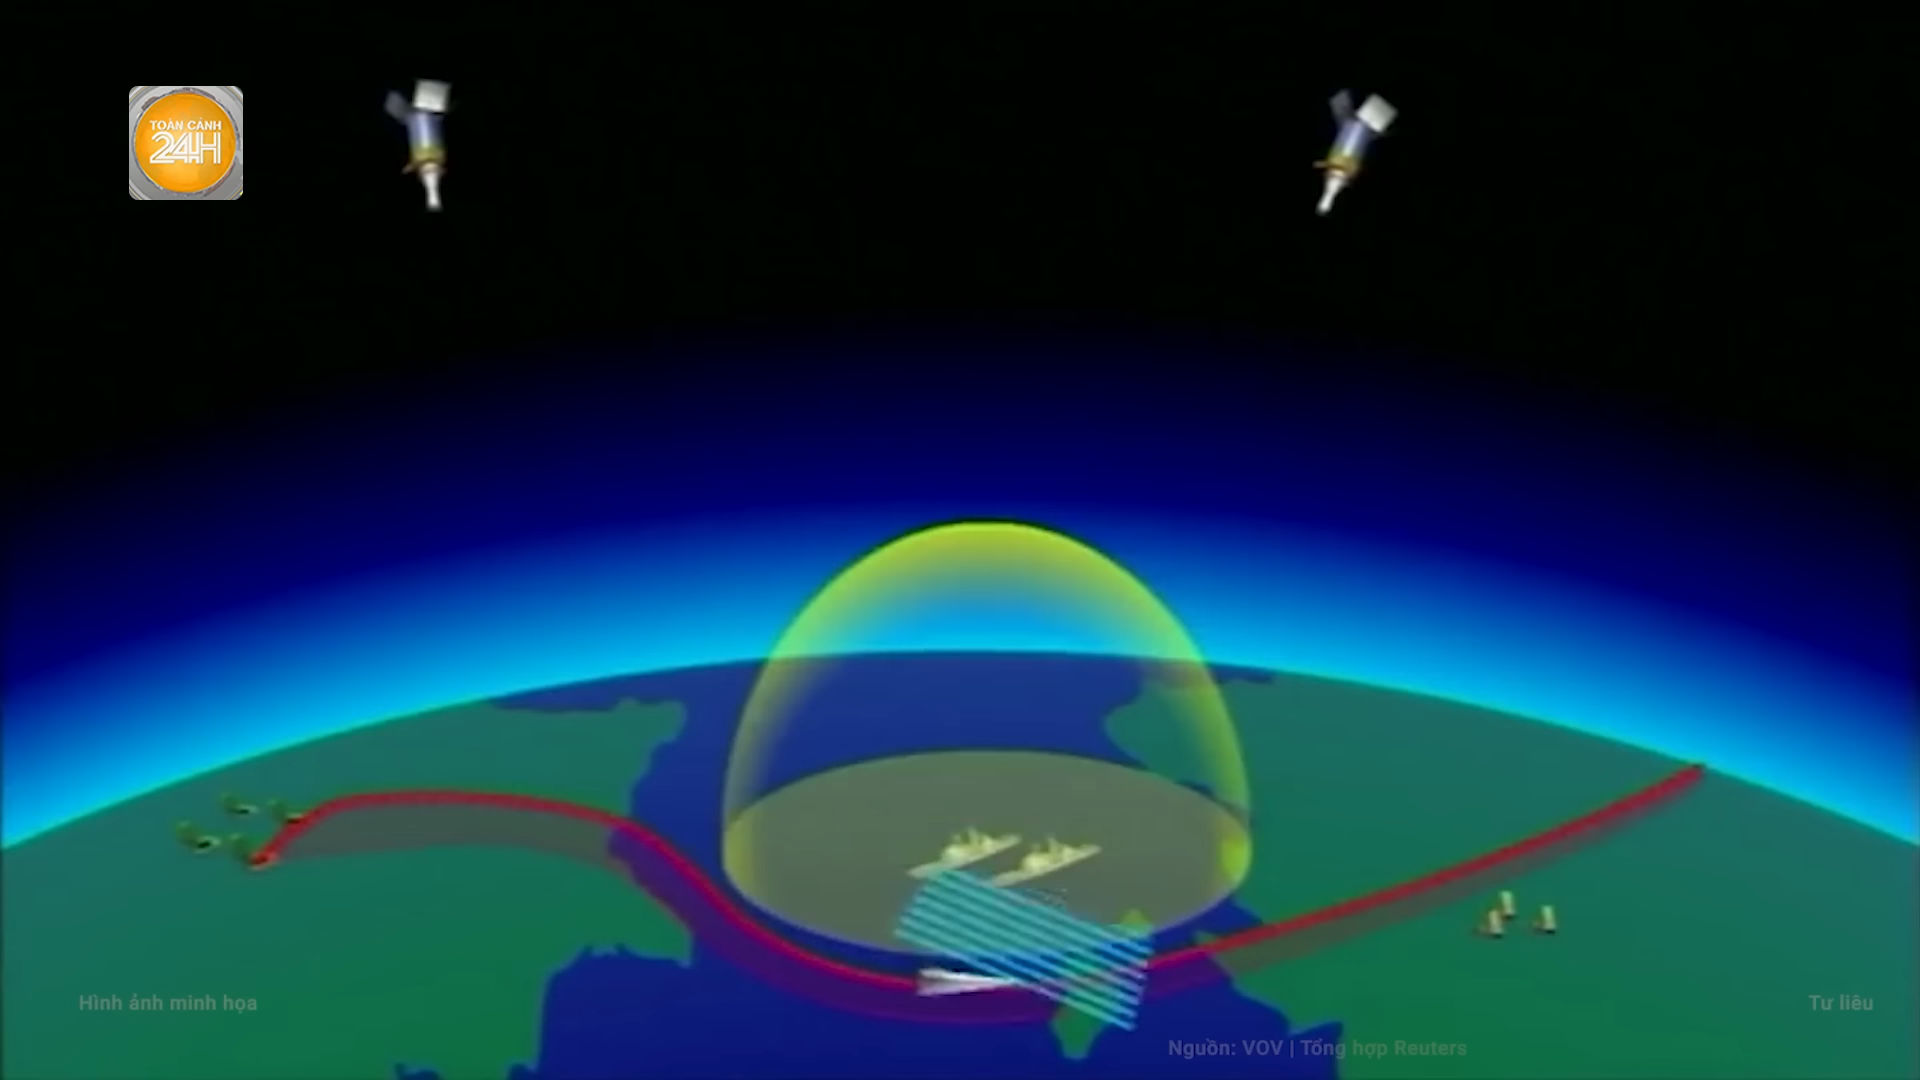 TOÀN CẢNH
24H
Hình ảnh minh họa
Tư liệu
Nguồn: VOV | Tổng hợp Reuters